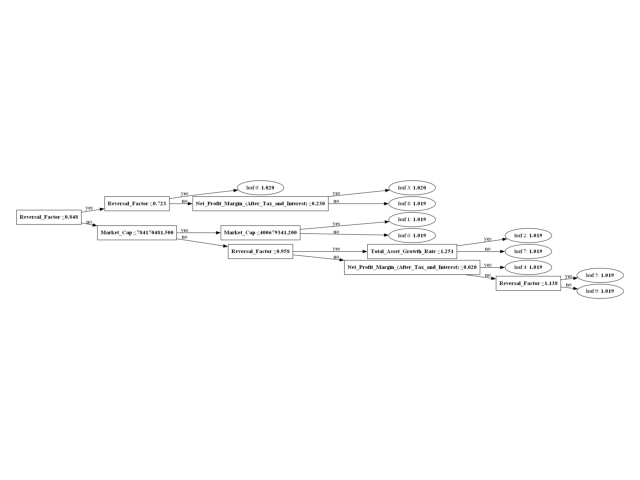 leaf 0: 1.020
leaf 3: 1.020
yes
yes
Reversal_Factor ≤0.723
no
Net_Profit_Margin_(After_Tax_and_Interest) ≤0.230
no
leaf 8: 1.019
yes
Reversal_Factor ≤0.848
leaf 1: 1.019
no
yes
Market_Cap ≤784170481.500
yes
Market_Cap ≤400679341.200
no
leaf 6: 1.019
leaf 2: 1.019
no
yes
Reversal_Factor ≤0.958
yes
Total_Asset_Growth_Rate ≤1.251
no
leaf 7: 1.019
no
Net_Profit_Margin_(After_Tax_and_Interest) ≤0.020
yes
leaf 4: 1.019
no
leaf 5: 1.019
yes
Reversal_Factor ≤1.138
no
leaf 9: 1.019